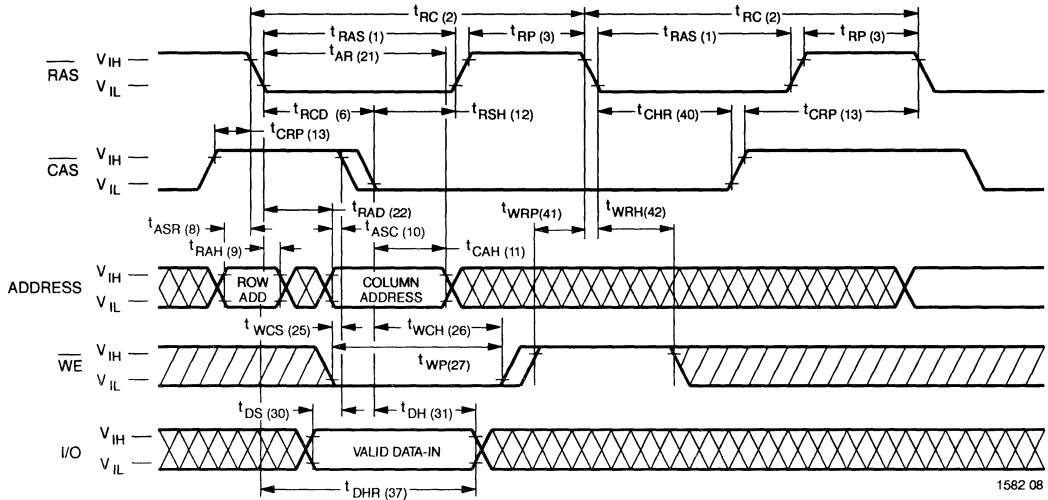 tRC (2) tRC (2)
tRAS (1) tRP (3) tRAS (1) tRP (3)
tAR (21)
RAS VIH
VIL
tRCD (6) tRSH (12) tCHR (40) tCRP (13)
tCRP (13)
CAS VIH
VIL
tRAD (22) tWRP(41) tWRH(42)
tASR (8) tASC (10)
tRAH (9) tCAH (11)
ADDRESS VIH
VIL
ROW ADD
COLUMN ADDRESS
tWCS (25) tWCH (26)
WE VIH
VIL
tWP(27)
tDS (30) tDH (31)
I/O VIH
VIL
VALID DATA-IN
tDHR (37)
1582 08